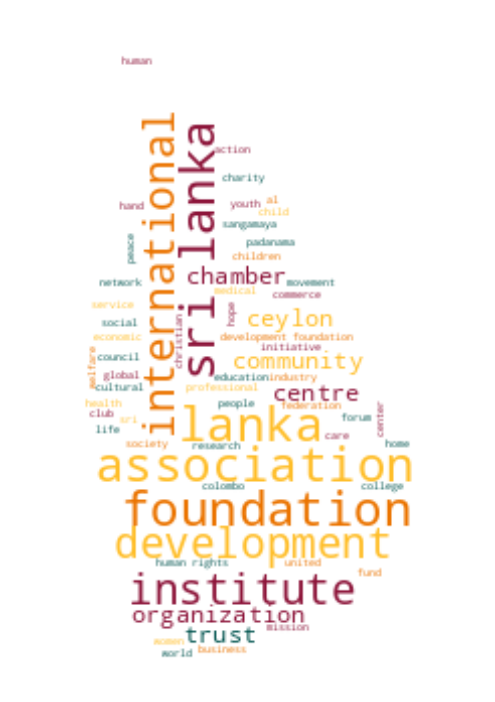 human
international
sri lanka
action
charity
hand
youth
al
child
sangamaya
peace
padanama
children
chamber
network
movement
medical
commerce
service
hope
ceylon
social
economic
christian
development foundation
initiative
council
welfare
community
global
education
industry
cultural
professional
centre
health
people
federation
center
club
sri
lanka
forum
life
care
society
research
home
association
colombo
college
foundation
development
human rights
united
fund
institute
organization
mission
trust
women
business
world